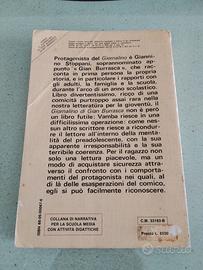 Protagonista del Giornalino è Gianni-
no Stoppani, soprannominato appun-
to « Gian Burrasca », che rac-
conta in prima persona la propria
storia, e in particolare i rapporti con
gli adulti, la famiglia e la scuola,
durante l'arco di un anno scolastico.
Libro divertentissimo, ricco di una
comicità purtroppo assai rara nella
nostra letteratura per la gioventù, il
Giornalino di Gian Burrasca non è però
un libro futile: Vamba riesce in una
difficilissima operazione: come nes-
sun altro scrittore riesce a condur-
re il lettore all'interno della menta-
lità del preadolescente, con la sua
apparente irresponsabilità e la sua
terribile coerenza. Per il ragazzo non
solo una lettura piacevole, ma un
modo di acquistare sicurezza attra-
verso il confronto con i comporta-
menti del protagonista nei quali, al
di là delle esasperazioni del comico,
egli si può facilmente riconoscere.
COLLANA DI NARRATIVA
PER LA SCUOLA MEDIA
CON ATTIVITÀ DIDATTICHE